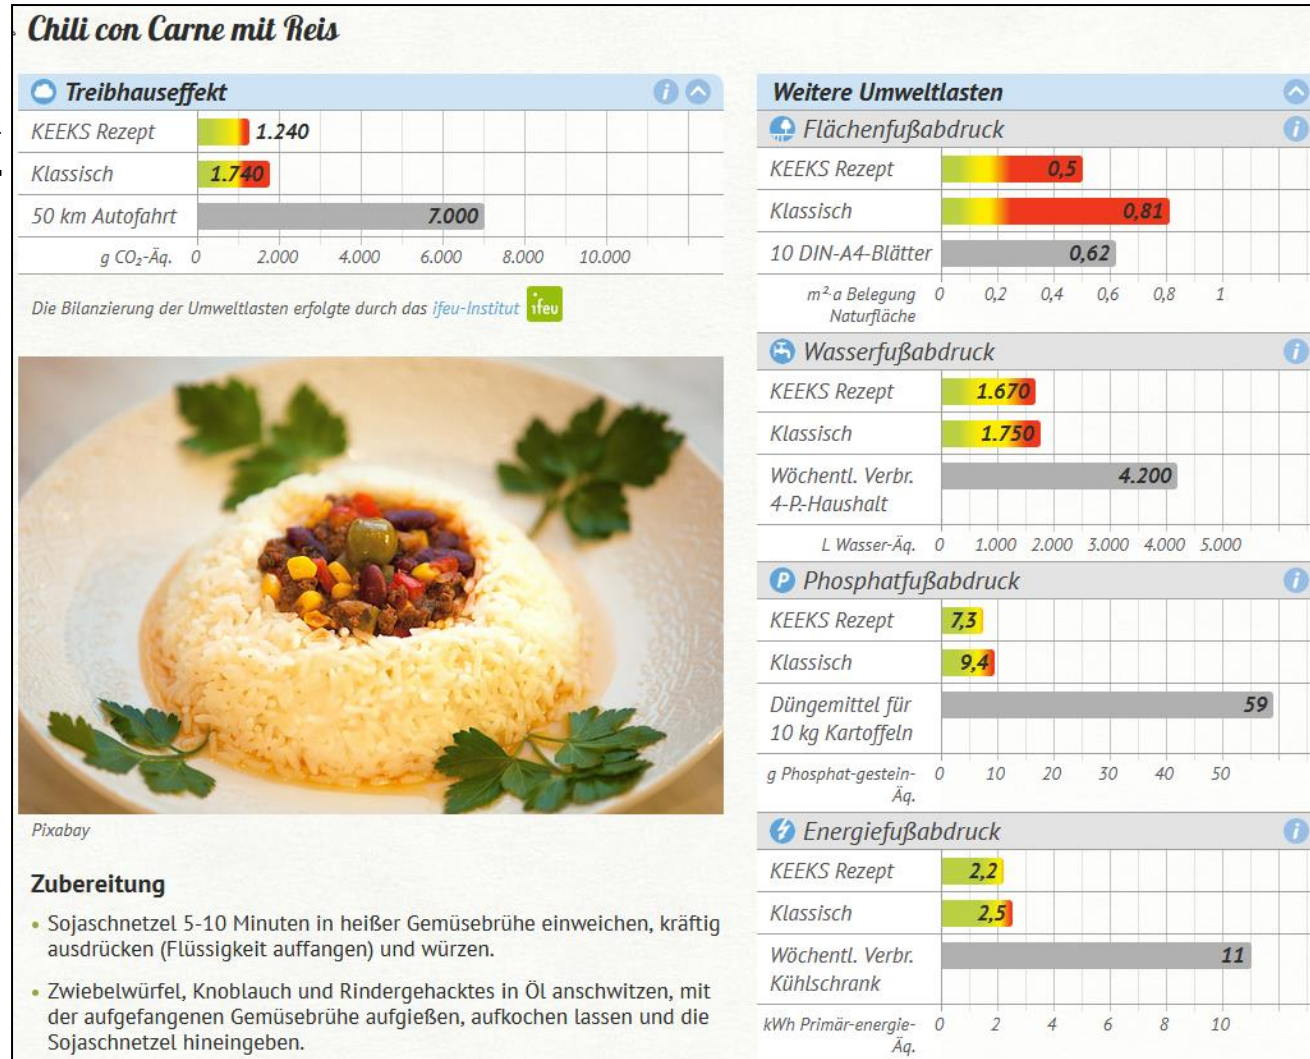 Chili con Carne mit Reis
Treibhauseffekt
KEEKS Rezept 1.240
Klassisch 1.740
50 km Autofahrt 7.000
g CO₂-Äq. 0 2.000 4.000 6.000 8.000 10.000
Die Bilanzierung der Umweltlasten erfolgte durch das ifeu-Institut ifeu
Pixabay
Zubereitung
• Sojaschnetzel 5-10 Minuten in heißer Gemüsebrühe einweichen, kräftig
ausdrücken (Flüssigkeit auffangen) und würzen.
• Zwiebelwürfel, Knoblauch und Rindergehacktes in Öl anschwitzen, mit
der aufgefangenen Gemüsebrühe aufgießen, aufkochen lassen und die
Sojaschnetzel hineingeben.
Weitere Umweltlasten
Flächenfußabdruck
KEEKS Rezept 0,5
Klassisch 0,81
10 DIN-A4-Blätter 0,62
m²·a Belegung 0 0,2 0,4 0,6 0,8 1
Naturfläche
Wasserfußabdruck
KEEKS Rezept 1.670
Klassisch 1.750
Wöchentl. Verbr. 4.200
4-P.-Haushalt
L Wasser-Äq. 0 1.000 2.000 3.000 4.000 5.000
Phosphatfußabdruck
KEEKS Rezept 7,3
Klassisch 9,4
Düngemittel für 59
10 kg Kartoffeln
g Phosphat-gestein- 0 10 20 30 40 50
Äq.
Energiefußabdruck
KEEKS Rezept 2,2
Klassisch 2,5
Wöchentl. Verbr. 11
Kühlschrank
kWh Primär-energie- 0 2 4 6 8 10
Äq.